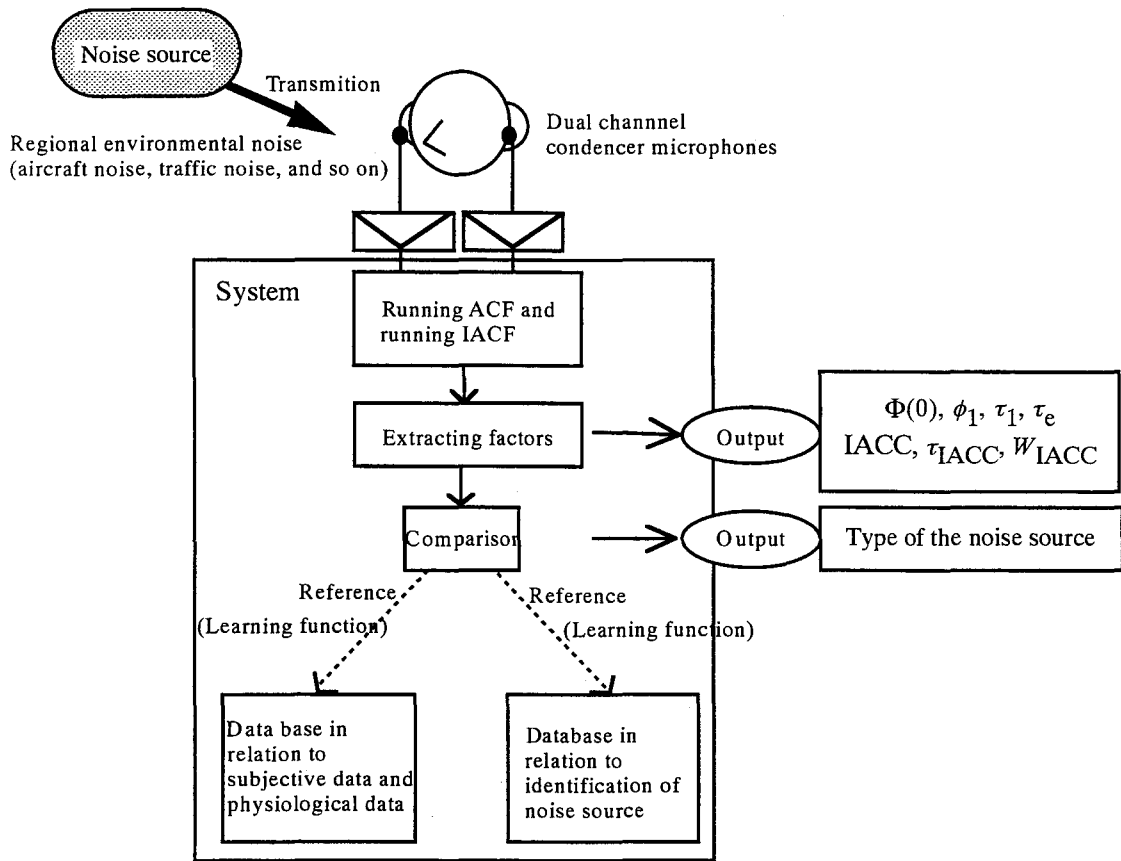 Noise source
Transmition
Regional environmental noise
(aircraft noise, traffic noise, and so on)
Dual channnel
condencer microphones
System
Running ACF and
running IACF
Extracting factors
Output
Φ(0), ϕ1, τ1, τe
IACC, τIACC, WIACC
Comparison
Output
Type of the noise source
Reference
(Learning function)
Reference
(Learning function)
Data base in
relation to
subjective data and
physiological data
Database in
relation to
identification of
noise source